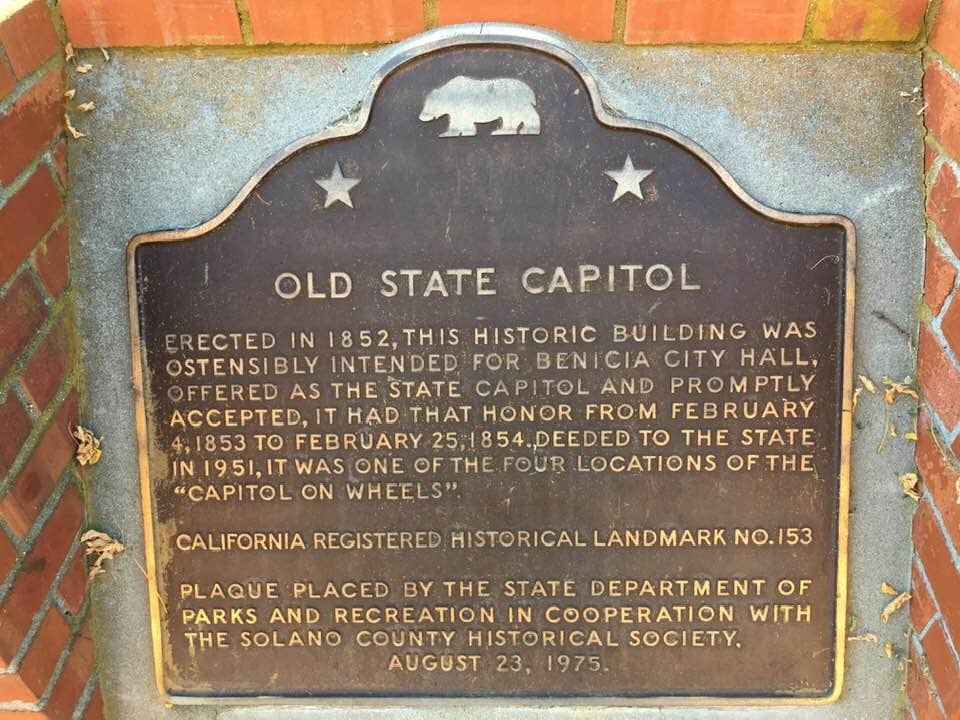 OLD STATE CAPITOL
ERECTED IN 1852, THIS HISTORIC BUILDING WAS
OSTENSIBLY INTENDED FOR BENICIA CITY HALL,
OFFERED AS THE STATE CAPITOL AND PROMPTLY
ACCEPTED, IT HAD THAT HONOR FROM FEBRUARY
4, 1853 TO FEBRUARY 25, 1854. DEEDED TO THE STATE
IN 1951, IT WAS ONE OF THE FOUR LOCATIONS OF THE
"CAPITOL ON WHEELS".
CALIFORNIA REGISTERED HISTORICAL LANDMARK NO. 153
PLAQUE PLACED BY THE STATE DEPARTMENT OF
PARKS AND RECREATION IN COOPERATION WITH
THE SOLANO COUNTY HISTORICAL SOCIETY,
AUGUST 23, 1975.